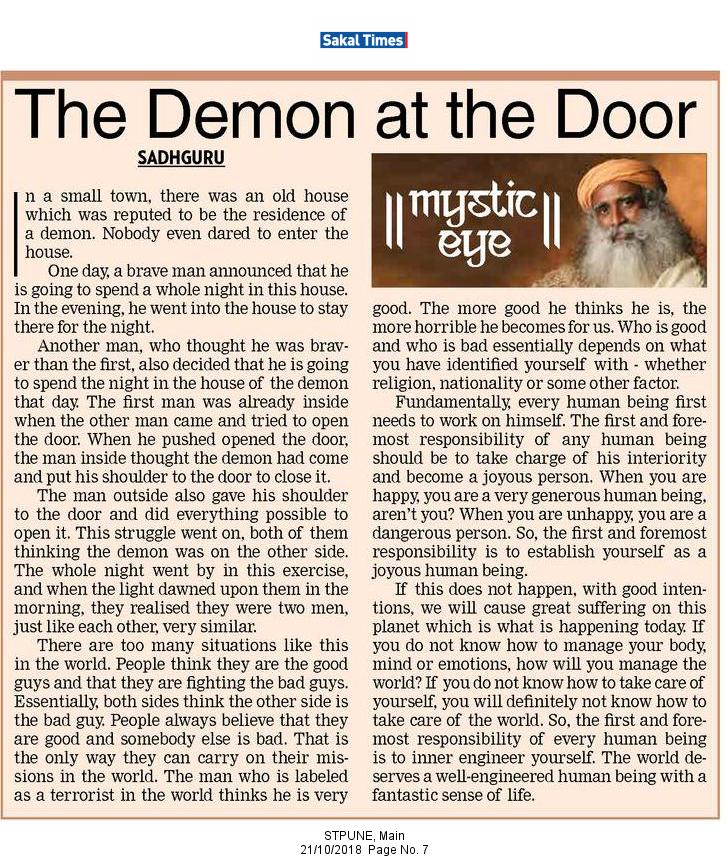 Sakal Times
The Demon at the Door
SADHGURU
In a small town, there was an old house
which was reputed to be the residence of
a demon. Nobody even dared to enter the
house.
One day, a brave man announced that he
is going to spend a whole night in this house.
In the evening, he went into the house to stay
there for the night.
Another man, who thought he was brav-
er than the first, also decided that he is going
to spend the night in the house of the demon
that day. The first man was already inside
when the other man came and tried to open
the door. When he pushed opened the door,
the man inside thought the demon had come
and put his shoulder to the door to close it.
The man outside also gave his shoulder
to the door and did everything possible to
open it. This struggle went on, both of them
thinking the demon was on the other side.
The whole night went by in this exercise,
and when the light dawned upon them in the
morning, they realised they were two men,
just like each other, very similar.
There are too many situations like this
in the world. People think they are the good
guys and that they are fighting the bad guys.
Essentially, both sides think the other side is
the bad guy. People always believe that they
are good and somebody else is bad. That is
the only way they can carry on their mis-
sions in the world. The man who is labeled
as a terrorist in the world thinks he is very
|| mystic ||
eye
good. The more good he thinks he is, the
more horrible he becomes for us. Who is good
and who is bad essentially depends on what
you have identified yourself with - whether
religion, nationality or some other factor.
Fundamentally, every human being first
needs to work on himself. The first and fore-
most responsibility of any human being
should be to take charge of his interiority
and become a joyous person. When you are
happy, you are a very generous human being,
aren't you? When you are unhappy, you are a
dangerous person. So, the first and foremost
responsibility is to establish yourself as a
joyous human being.
If this does not happen, with good inten-
tions, we will cause great suffering on this
planet which is what is happening today. If
you do not know how to manage your body,
mind or emotions, how will you manage the
world? If you do not know how to take care of
yourself, you will definitely not know how to
take care of the world. So, the first and fore-
most responsibility of every human being
is to inner engineer yourself. The world de-
serves a well-engineered human being with a
fantastic sense of life.
STPUNE, Main
21/10/2018 Page No. 7